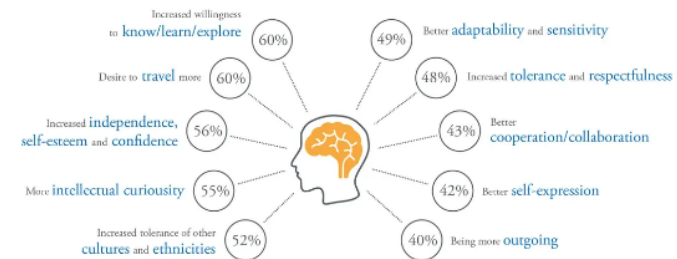 Increased willingness
to know/learn/explore
60%
Desire to travel more
60%
Increased independence,
self-esteem and confidence
56%
More intellectual curiousity
55%
Increased tolerance of other
cultures and ethnicities
52%
49%
Better adaptability and sensitivity
48%
Increased tolerance and respectfulness
43%
Better
cooperation/collaboration
42%
Better self-expression
40%
Being more outgoing